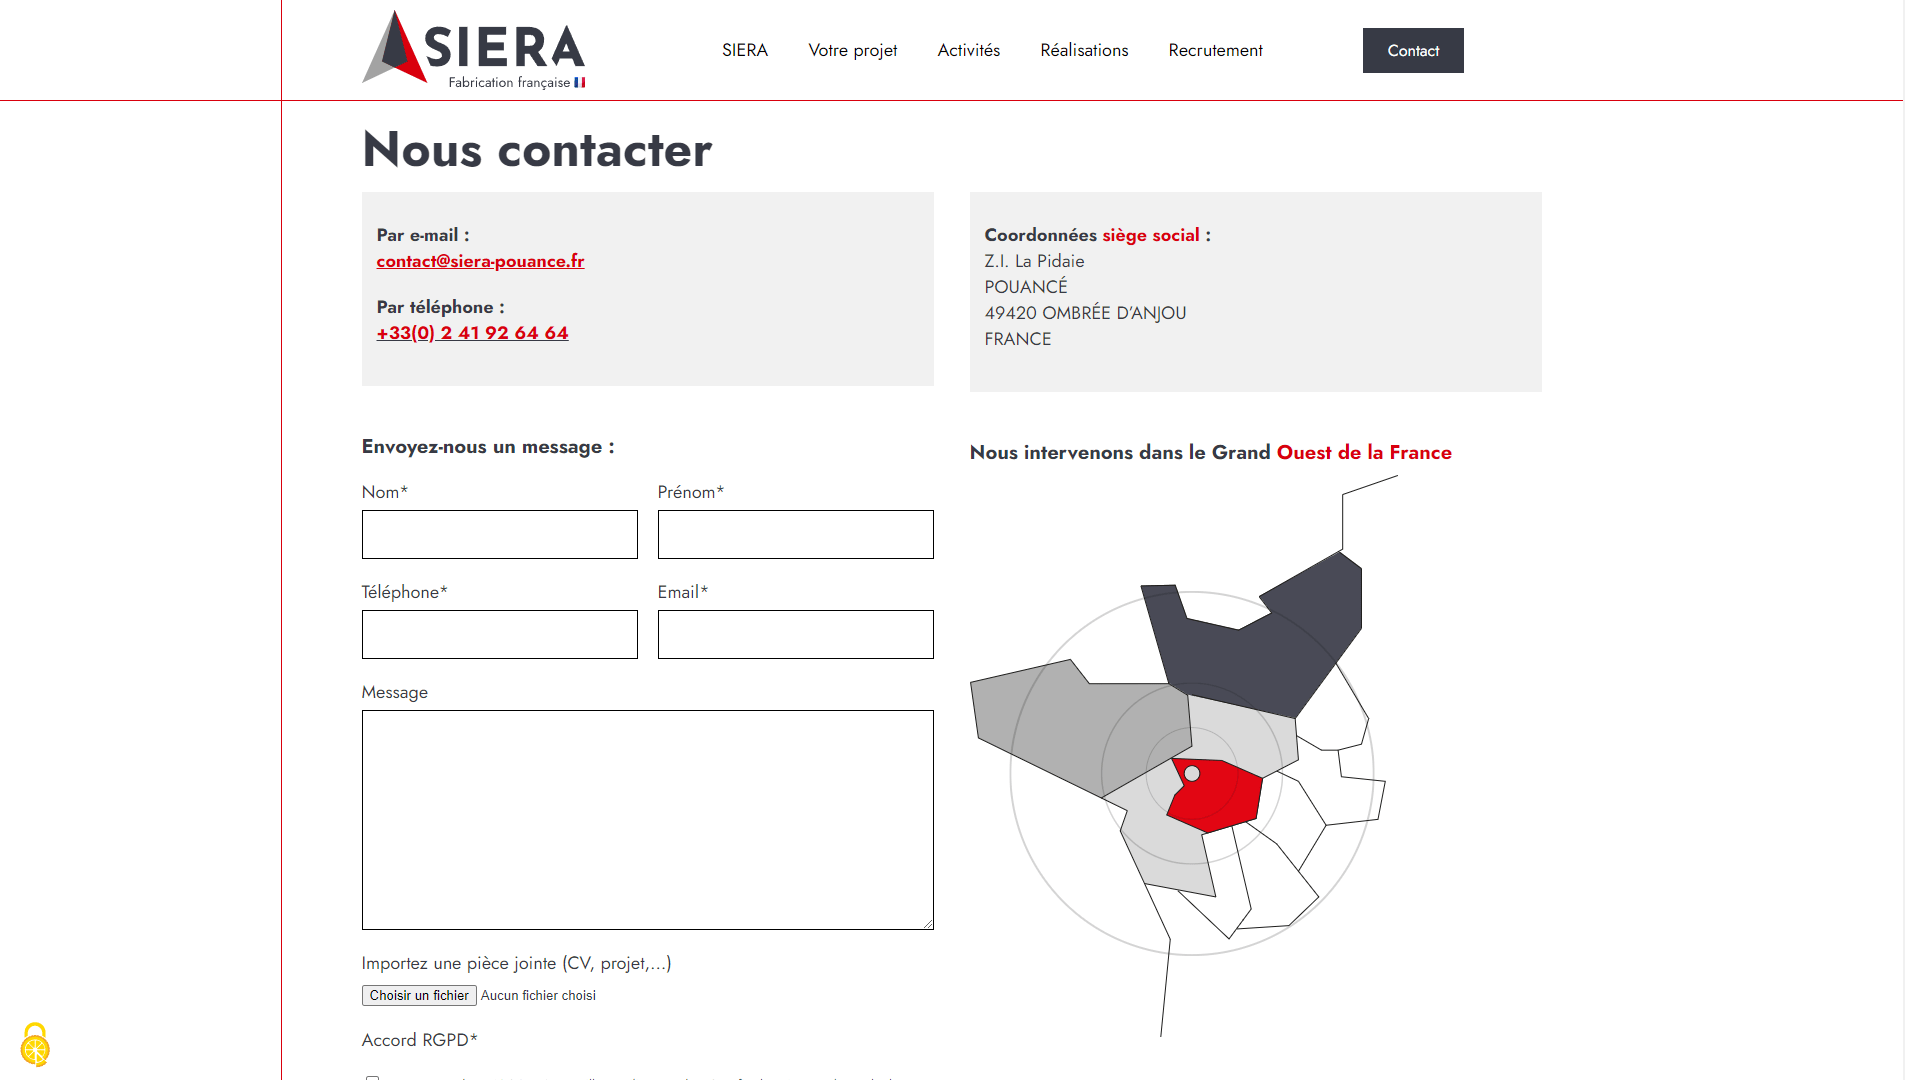 SIERA
Fabrication française
SIERA
Votre projet
Activités
Réalisations
Recrutement
Contact
Nous contacter
Par e-mail :
contact@siera-pouance.fr
Par téléphone :
+33(0) 2 41 92 64 64
Coordonnées siège social :
Z.I. La Pidaie
POUANCÉ
49420 OMBRÉE D’ANJOU
FRANCE
Envoyez-nous un message :
Nom*
Prénom*
Téléphone*
Email*
Message
Importez une pièce jointe (CV, projet,...)
Choisir un fichier Aucun fichier choisi
Accord RGPD*
Nous intervenons dans le Grand Ouest de la France